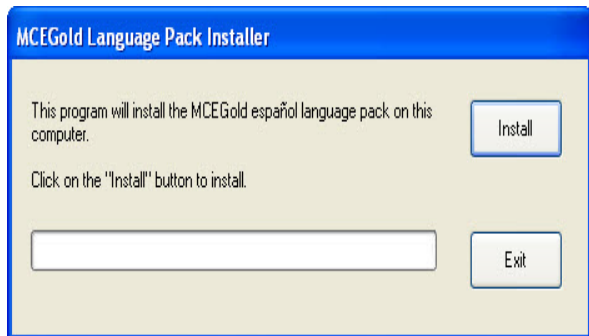 MCEGold Language Pack Installer
This program will install the MCEGold español language pack on this
computer.
Install
Click on the "Install" button to install.
Exit